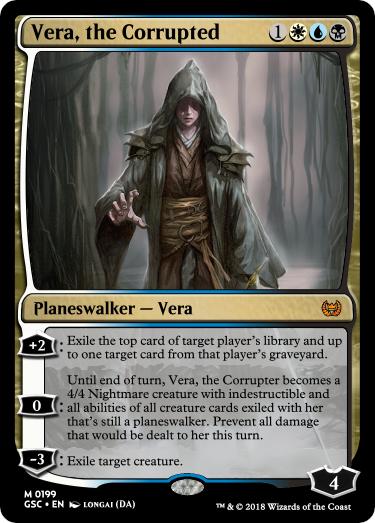 Vera, the Corrupted 1
Planeswalker — Vera
+2: Exile the top card of target player's library and up
to one target card from that player's graveyard.
Until end of turn, Vera, the Corrupter becomes a
4/4 Nightmare creature with indestructible and
0: all abilities of all creature cards exiled with her
that's still a planeswalker. Prevent all damage
that would be dealt to her this turn.
-3: Exile target creature.
4
M 0199
GSC • EN LONGAI (DA) ™ & © 2018 Wizards of the Coast